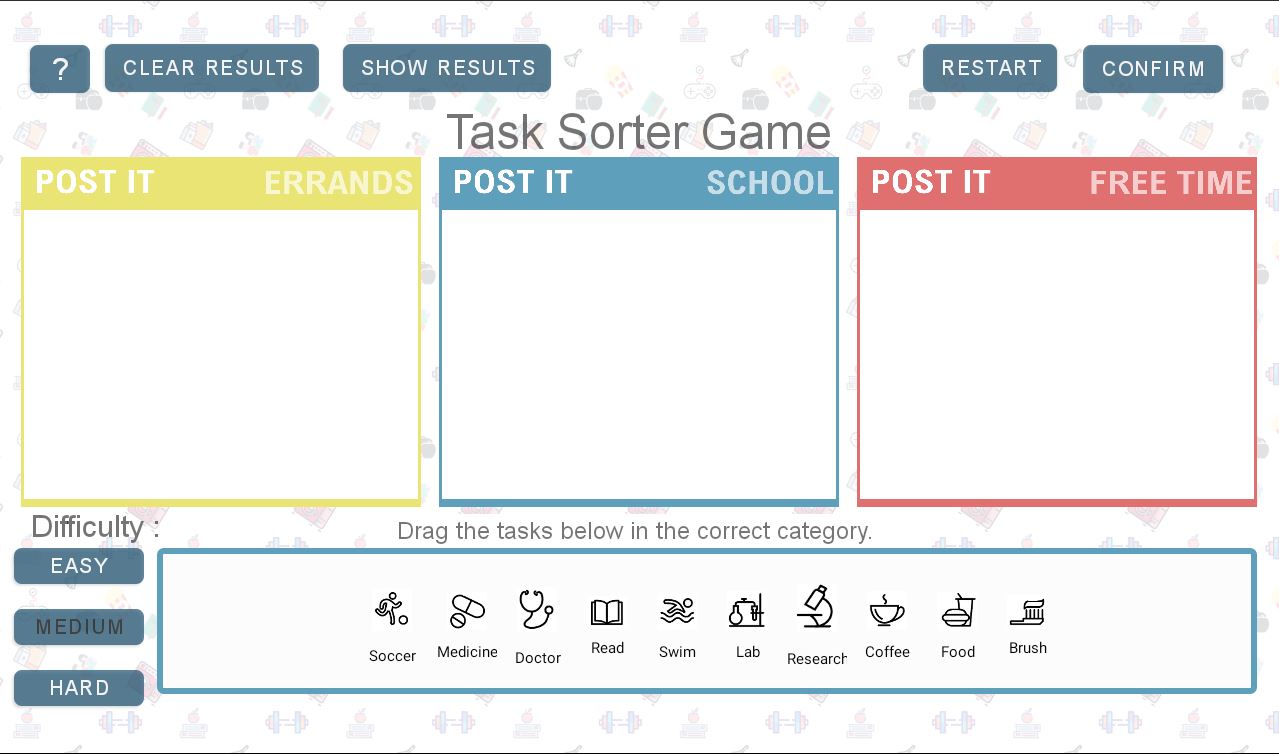 ?
CLEAR RESULTS
SHOW RESULTS
RESTART
CONFIRM
Task Sorter Game
POST IT ERRANDS
POST IT SCHOOL
POST IT FREE TIME
Difficulty :
Drag the tasks below in the correct category.
EASY
MEDIUM
HARD
Soccer
Medicine
Doctor
Read
Swim
Lab
Research
Coffee
Food
Brush